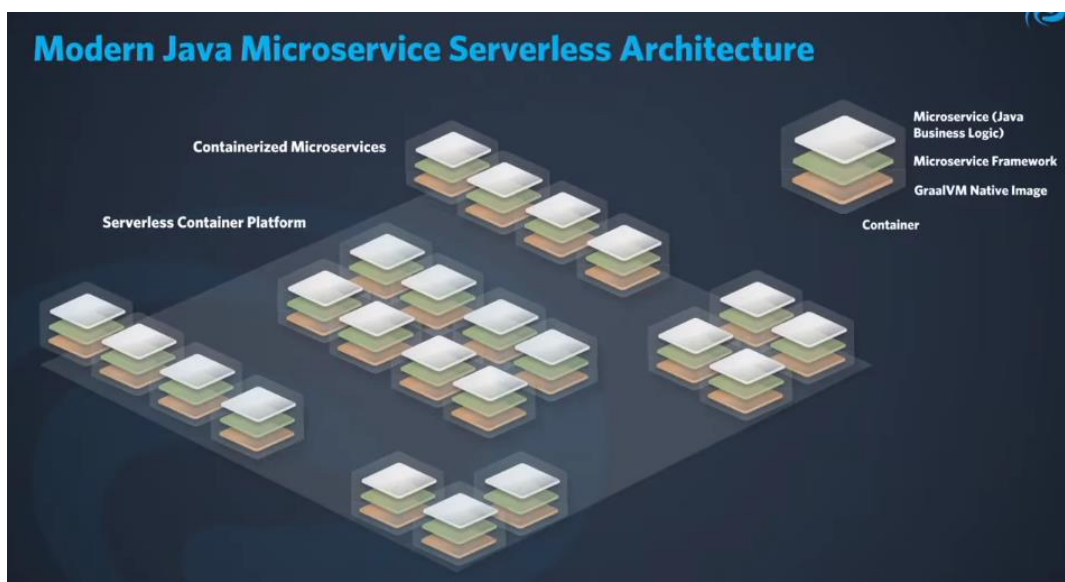 Modern Java Microservice Serverless Architecture
Containerized Microservices
Serverless Container Platform
Microservice (Java
Business Logic)
Microservice Framework
GraalVM Native Image
Container